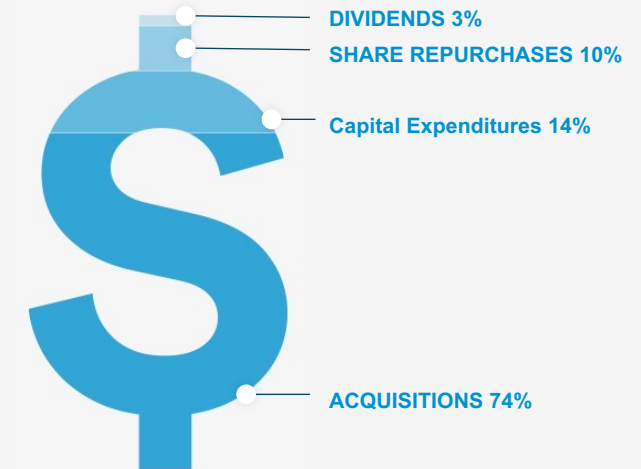 DIVIDENDS 3%
SHARE REPURCHASES 10%
Capital Expenditures 14%
ACQUISITIONS 74%